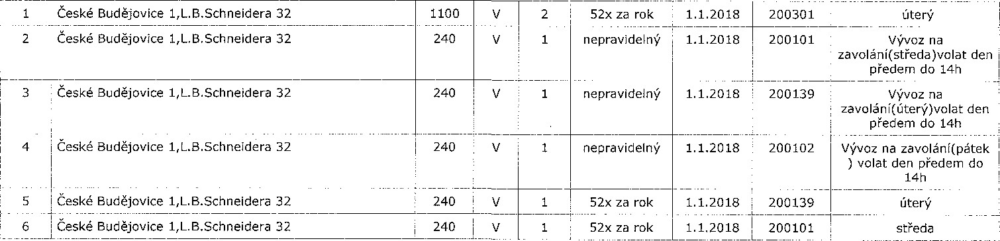 1 České Budějovice 1,L.B.Schneidera 32 1100 V 2 52x za rok 1.1.2018 200301 úterý
2 České Budějovice 1,L.B.Schneidera 32 240 V 1 nepravidelný 1.1.2018 200101 Vývoz na
zavolání(středa)volat den
předem do 14h
3 České Budějovice 1,L.B.Schneidera 32 240 V 1 nepravidelný 1.1.2018 200139 Vývoz na
zavolání(úterý)volat den
předem do 14h
4 České Budějovice 1,L.B.Schneidera 32 240 V 1 nepravidelný 1.1.2018 200102 Vývoz na zavolání(pátek
) volat den předem do
14h
5 České Budějovice 1,L.B.Schneidera 32 240 V 1 52x za rok 1.1.2018 200139 úterý
6 České Budějovice 1,L.B.Schneidera 32 240 V 1 52x za rok 1.1.2018 200101 středa